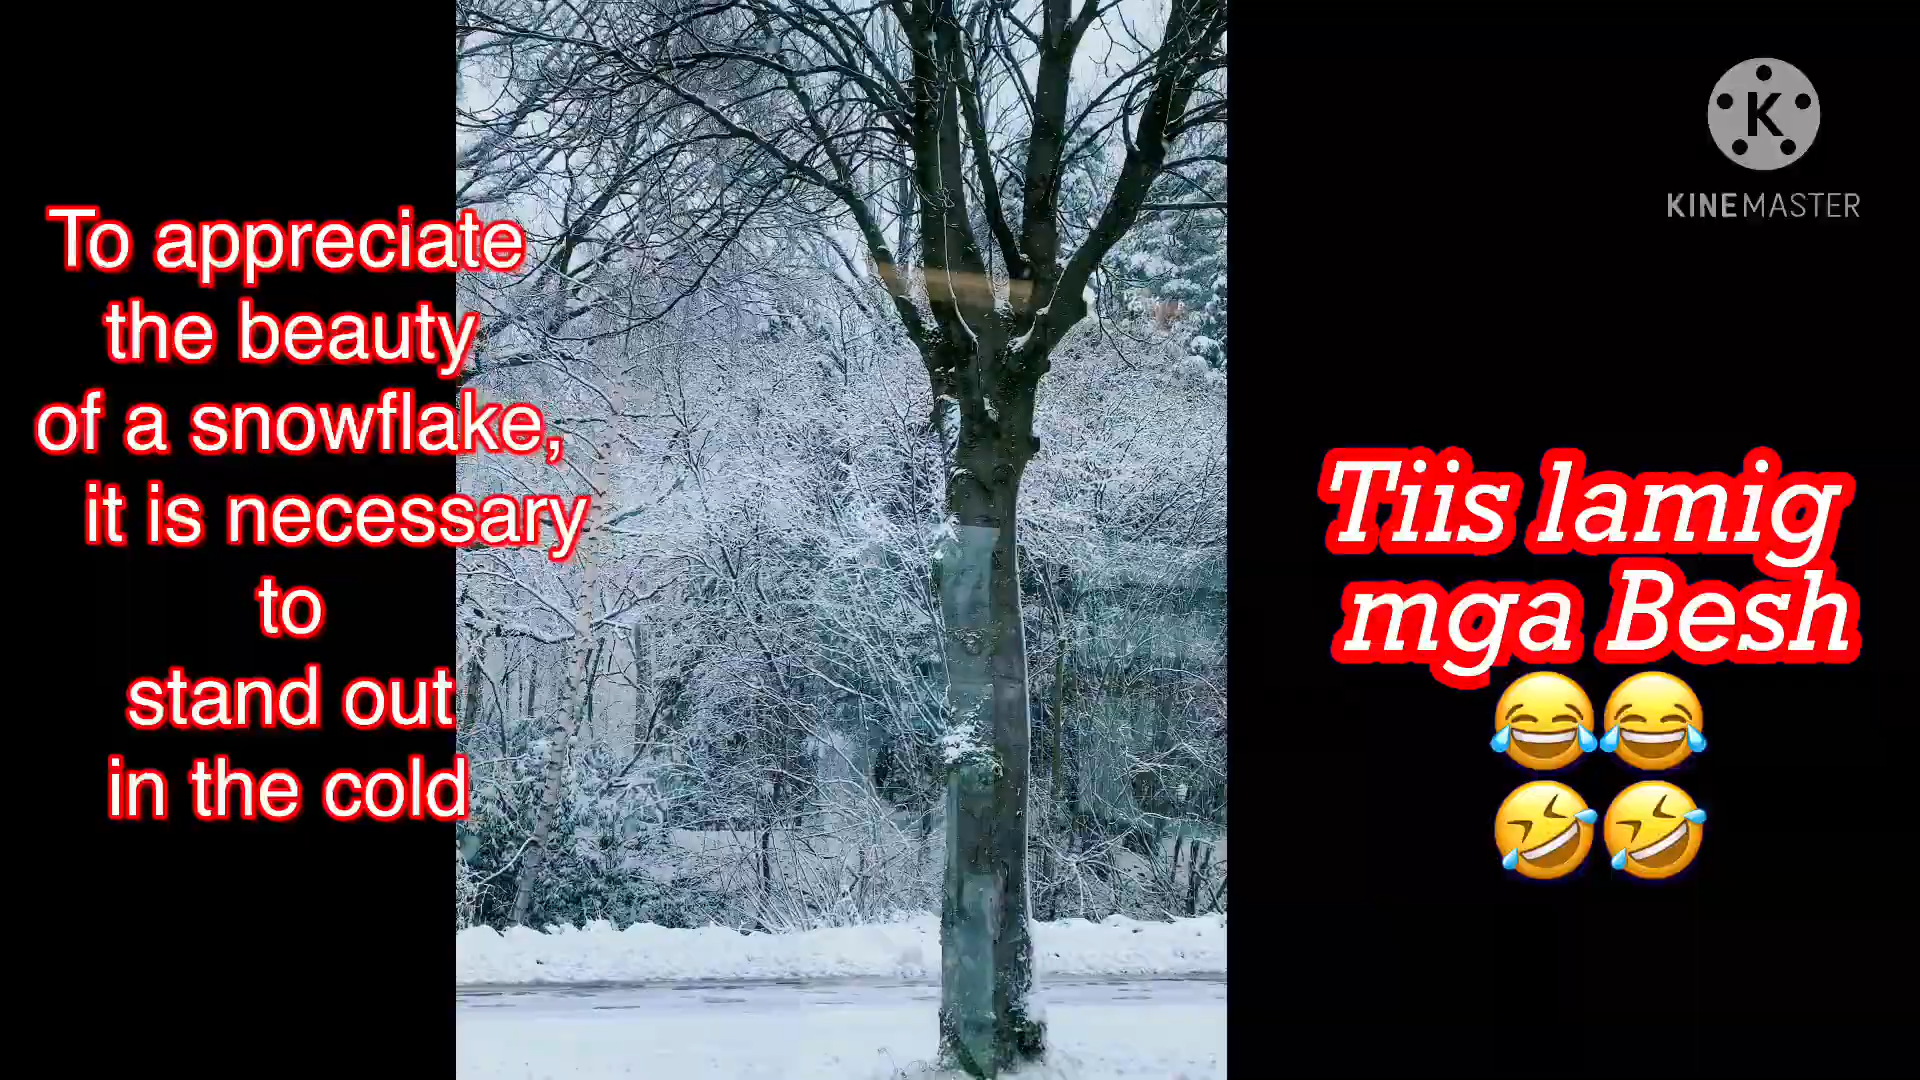 To appreciate
the beauty
of a snowflake,
it is necessary
to
stand out
in the cold
K
KINEMASTER
Tiis lamig
mga Besh
😂😂
🤣🤣